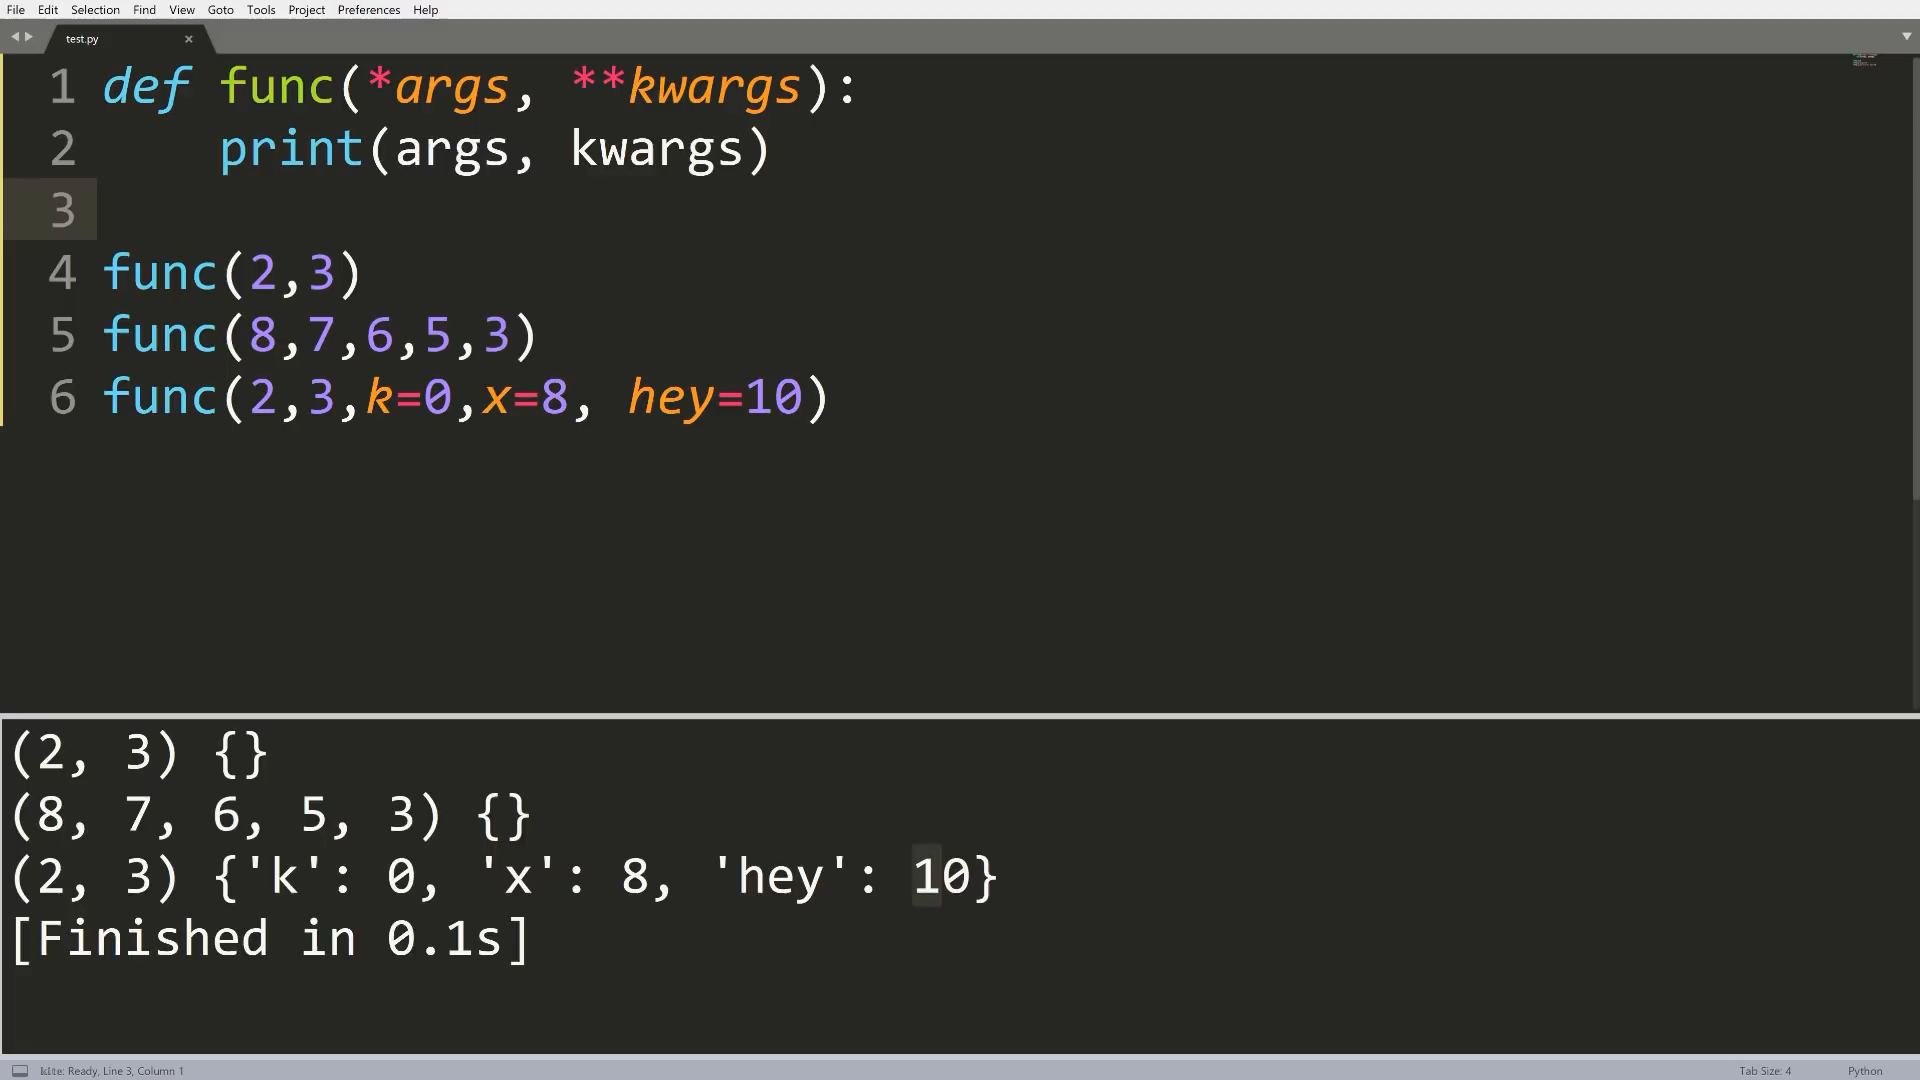 File Edit Selection Find View Goto Tools Project Preferences Help
test.py ×
1 def func(*args, **kwargs):
2     print(args, kwargs)
3
4 func(2,3)
5 func(8,7,6,5,3)
6 func(2,3,k=0,x=8, hey=10)
(2, 3) {}
(8, 7, 6, 5, 3) {}
(2, 3) {'k': 0, 'x': 8, 'hey': 10}
[Finished in 0.1s]
kite: Ready, Line 3, Column 1 Tab Size: 4 Python